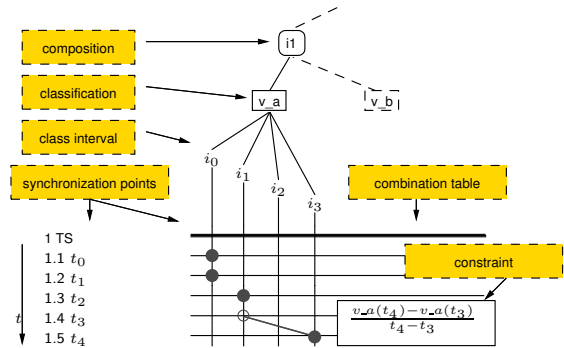 composition
i1
classification
v_a
v_b
class interval
i₀
i₁
i₂
i₃
synchronization points
combination table
1 TS
1.1 t₀
1.2 t₁
constraint
1.3 t₂
t
1.4 t₃
v_a(t₄)−v_a(t₃)
t₄−t₃
1.5 t₄